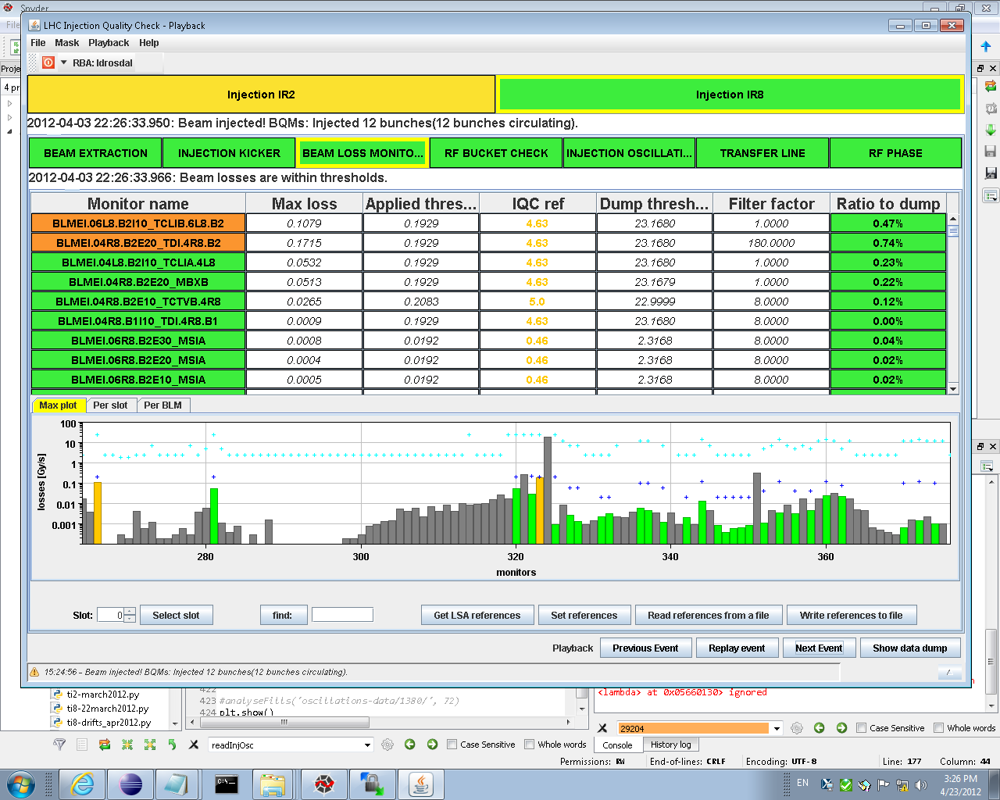 Spyder
LHC Injection Quality Check - Playback
File Mask Playback Help
RBA: ldrosdal
Proje
4 pr
Injection IR2
Injection IR8
2012-04-03 22:26:33.950: Beam injected! BQMs: Injected 12 bunches(12 bunches circulating).
BEAM EXTRACTION INJECTION KICKER BEAM LOSS MONITO... RF BUCKET CHECK INJECTION OSCILLATI... TRANSFER LINE RF PHASE
2012-04-03 22:26:33.966: Beam losses are within thresholds.
Monitor name Max loss Applied thres... IQC ref Dump thresh... Filter factor Ratio to dump
BLMEI.06L8.B2I10_TCLIB.6L8.B2 0.1079 0.1929 4.63 23.1680 1.0000 0.47%
BLMEI.04R8.B2E20_TDI.4R8.B2 0.1715 0.1929 4.63 23.1680 180.0000 0.74%
BLMEI.04L8.B2I10_TCLIA.4L8 0.0532 0.1929 4.63 23.1680 1.0000 0.23%
BLMEI.04R8.B2E20_MBXB 0.0513 0.1929 4.63 23.1679 1.0000 0.22%
BLMEI.04R8.B2E10_TCTVB.4R8 0.0265 0.2083 5.0 22.9999 8.0000 0.12%
BLMEI.04R8.B1I10_TDI.4R8.B1 0.0009 0.1929 4.63 23.1680 8.0000 0.00%
BLMEI.06R8.B2E30_MSIA 0.0008 0.0192 0.46 2.3168 8.0000 0.04%
BLMEI.06R8.B2E20_MSIA 0.0004 0.0192 0.46 2.3168 8.0000 0.02%
BLMEI.06R8.B2E10_MSIA 0.0005 0.0192 0.46 2.3168 8.0000 0.02%
Max plot Per slot Per BLM
100
10
1
0.1
0.01
0.001
losses [Gy/s]
280 300 320 340 360
monitors
Slot: 0 Select slot find: Get LSA references Set references Read references from a file Write references to file
Playback Previous Event Replay event Next Event Show data dump
15:24:56 - Beam injected! BQMs: Injected 12 bunches(12 bunches circulating).
ti2-march2012.py
ti8-22march2012.py
ti8-drifts_apr2012.py
422
423 #analyseFills('oscillations-data/1380/', 72)
424 plt.show()
<lambda> at 0x05660130> ignored
readInjOsc Case Sensitive Whole words
29204 Case Sensitive Whole words
Console History log
Permissions: RW End-of-lines: CRLF Encoding: UTF-8 Line: 177 Column: 44
EN
3:26 PM
4/23/2012